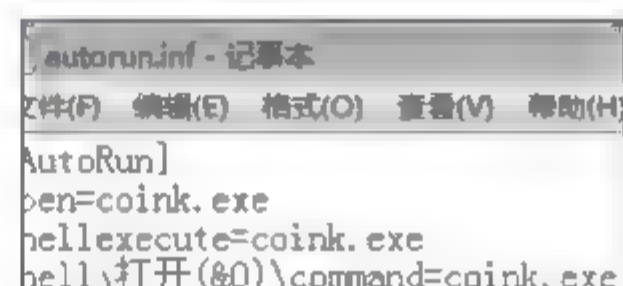 autorun.inf - 记事本
文件(F) 编辑(E) 格式(O) 查看(V) 帮助(H)
AutoRun]
pen=coink.exe
hellexecute=coink.exe
hell\打开(&O)\command=coink.exe